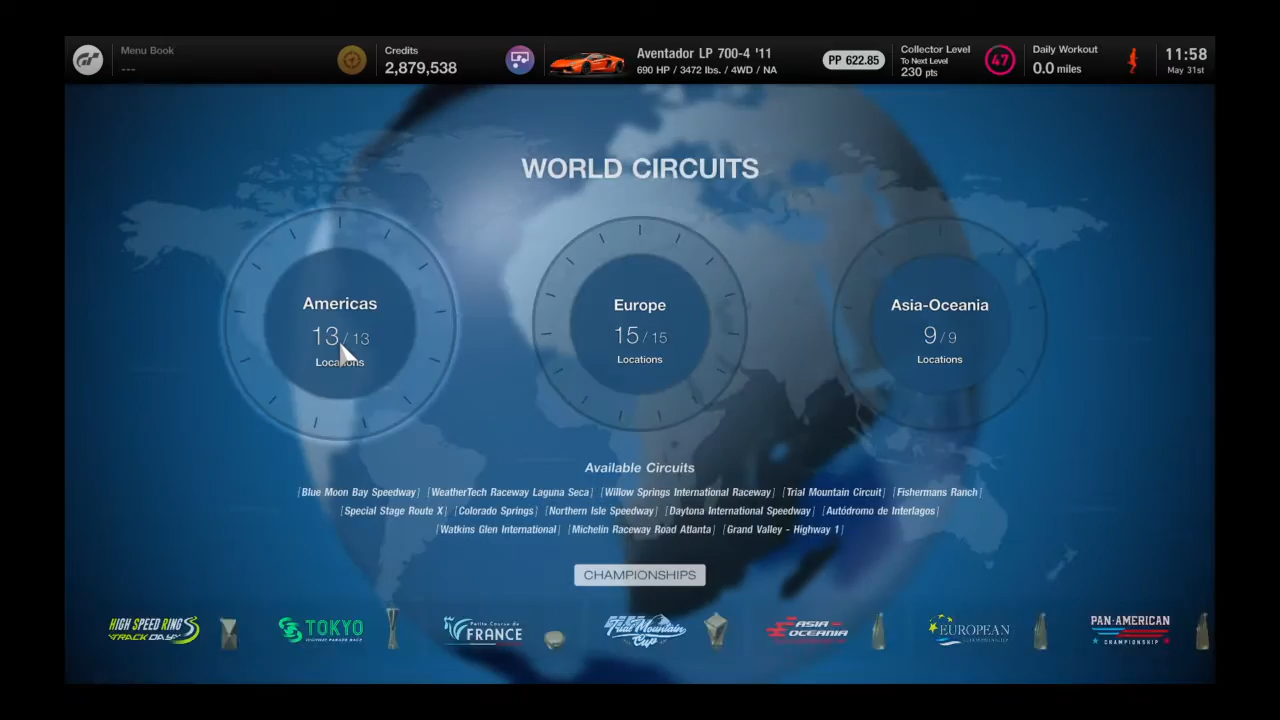 Menu Book
---
Credits
2,879,538
Aventador LP 700-4 '11
690 HP / 3472 lbs. / 4WD / NA
PP 622.85
Collector Level
To Next Level
230 pts
47
Daily Workout
0.0 miles
11:58
May 31st
WORLD CIRCUITS
Americas
13 / 13
Locations
Europe
15 / 15
Locations
Asia-Oceania
9 / 9
Locations
Available Circuits
[Blue Moon Bay Speedway] [WeatherTech Raceway Laguna Seca] [Willow Springs International Raceway] [Trial Mountain Circuit] [Fishermans Ranch]
[Special Stage Route X] [Colorado Springs] [Northern Isle Speedway] [Daytona International Speedway] [Autódromo de Interlagos]
[Watkins Glen International] [Michelin Raceway Road Atlanta] [Grand Valley - Highway 1]
CHAMPIONSHIPS
HIGH SPEED RING
TRACK DAY
TOKYO
HIGHWAY PARADE RACE
Petite Course de
FRANCE
Trial Mountain
Cup
ASIA
OCEANIA
EUROPEAN
CHAMPIONSHIP
PAN-AMERICAN
CHAMPIONSHIP